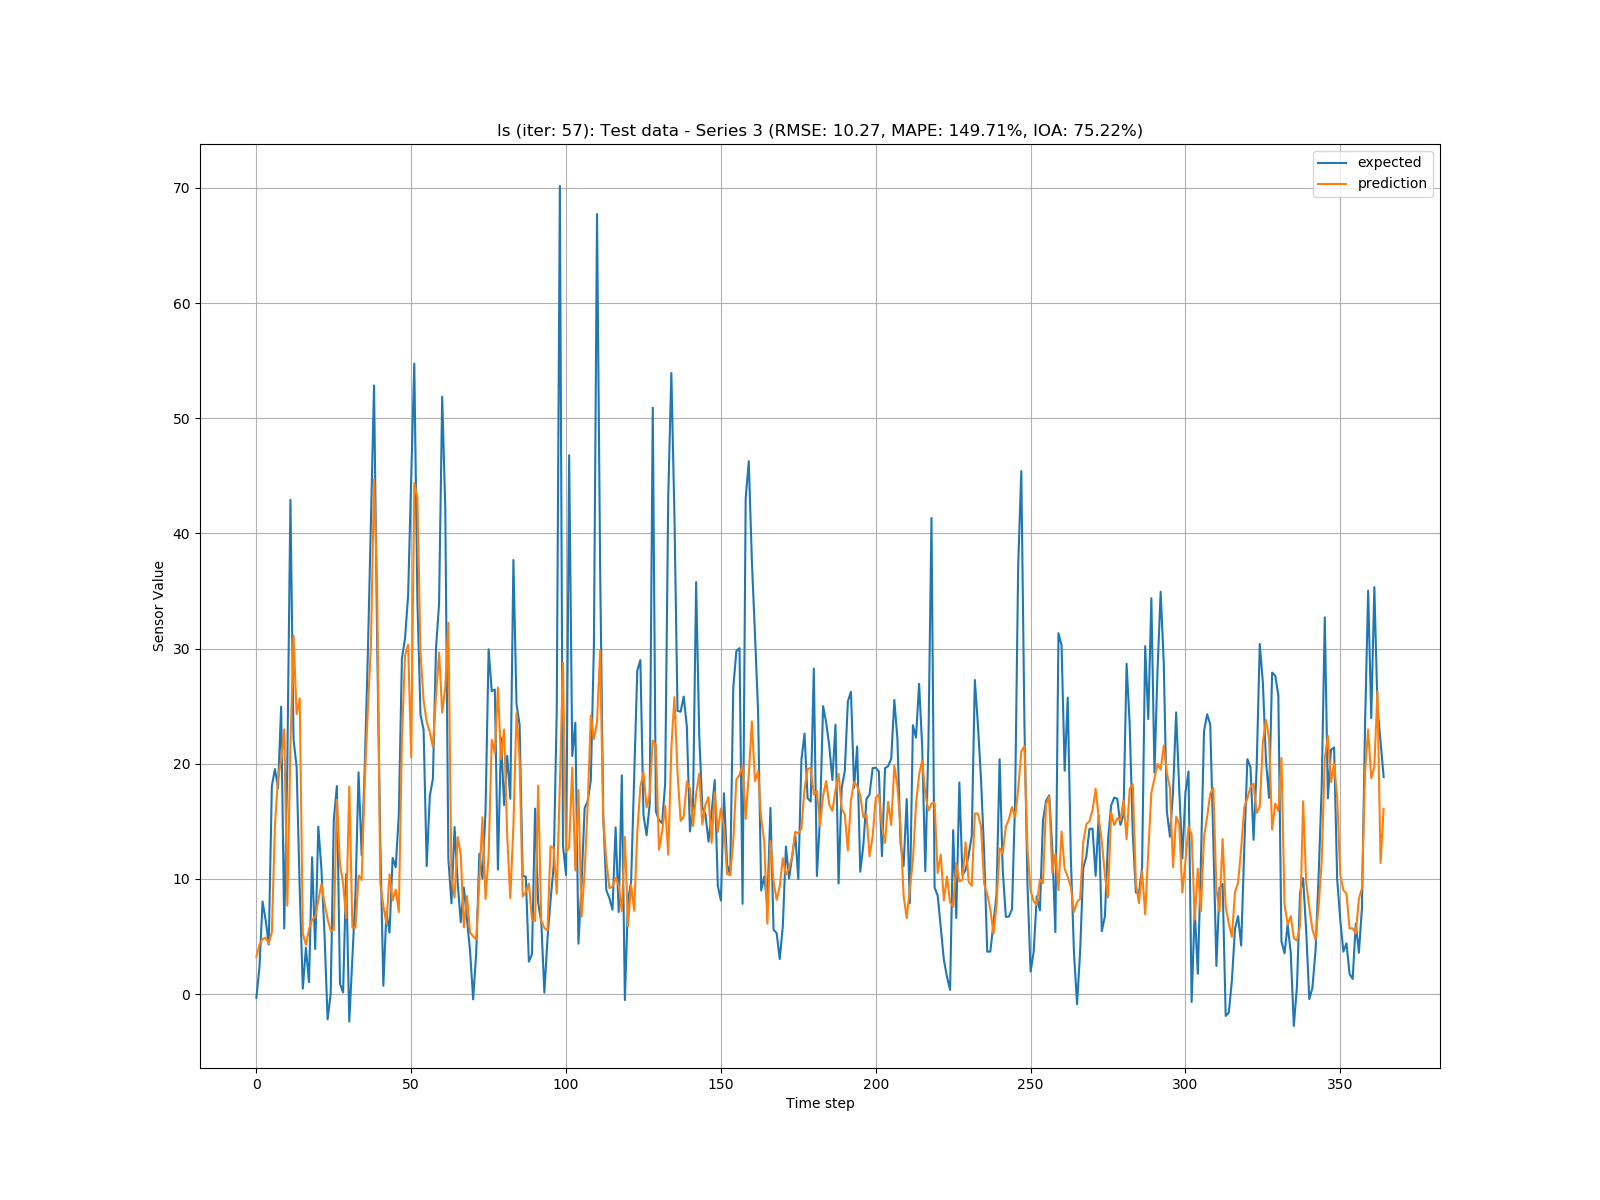 ls (iter: 57): Test data - Series 3 (RMSE: 10.27, MAPE: 149.71%, IOA: 75.22%)
expected
prediction
70
60
50
40
30
20
10
0
Sensor Value
0 50 100 150 200 250 300 350
Time step